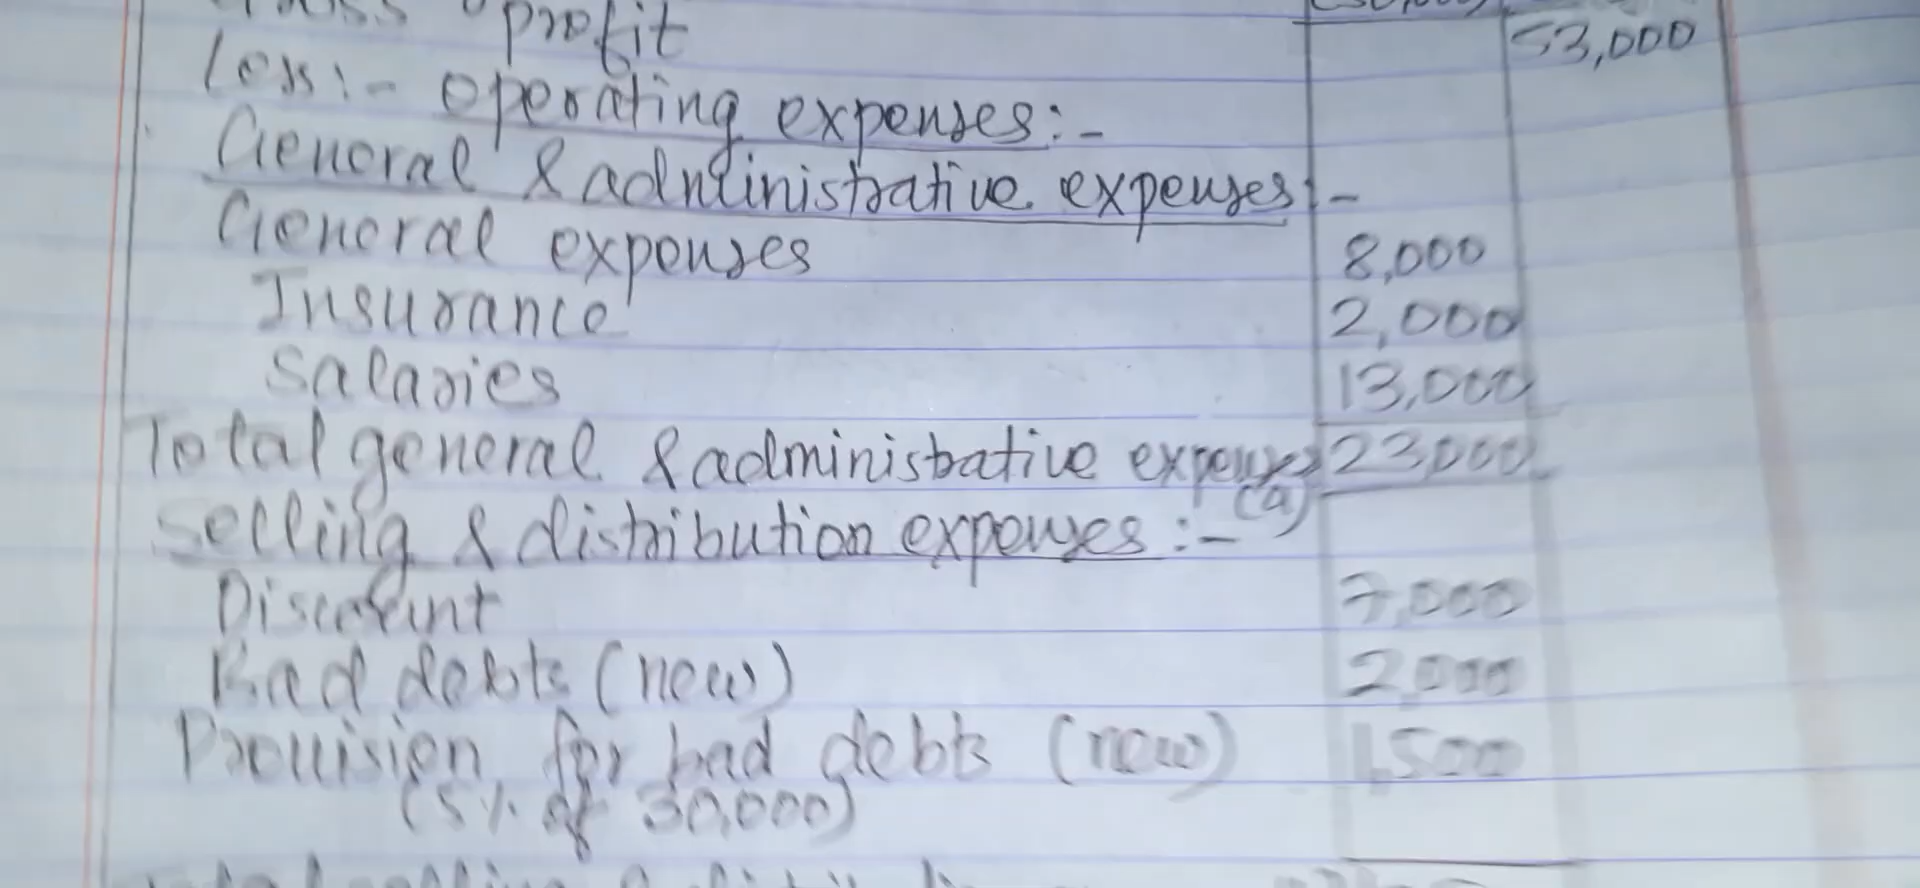 profit 53,000
Less:- operating expenses:-
General & administrative expenses:-
General expenses 8,000
Insurance 2,000
Salaries 13,000
Total general & administrative expenses 23,000
(a)
Selling & distribution expenses:-
Discount 7,000
Bad debts (new) 2,000
Provision for bad debts (new) 1,500
(5% of 30,000)